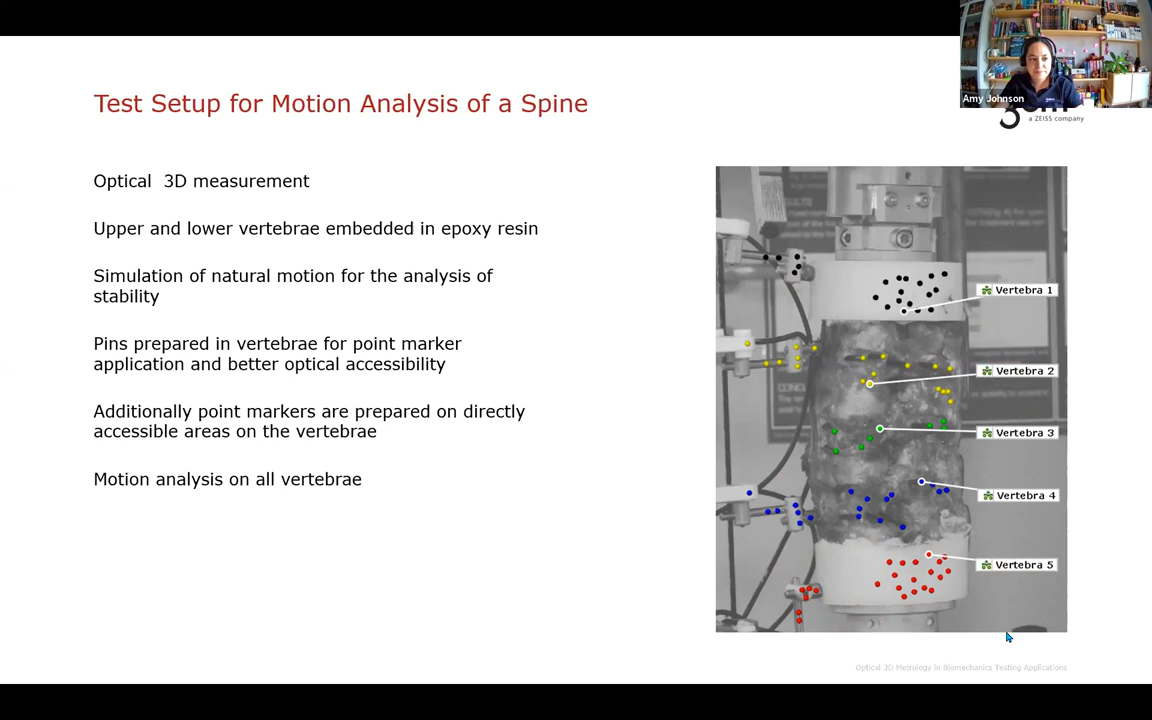 Amy Johnson
a ZEISS company
Test Setup for Motion Analysis of a Spine
Optical 3D measurement
Upper and lower vertebrae embedded in epoxy resin
Simulation of natural motion for the analysis of
stability
Pins prepared in vertebrae for point marker
application and better optical accessibility
Additionally point markers are prepared on directly
accessible areas on the vertebrae
Motion analysis on all vertebrae
Vertebra 1
Vertebra 2
Vertebra 3
Vertebra 4
Vertebra 5
Optical 3D Metrology in Biomechanics Testing Applications